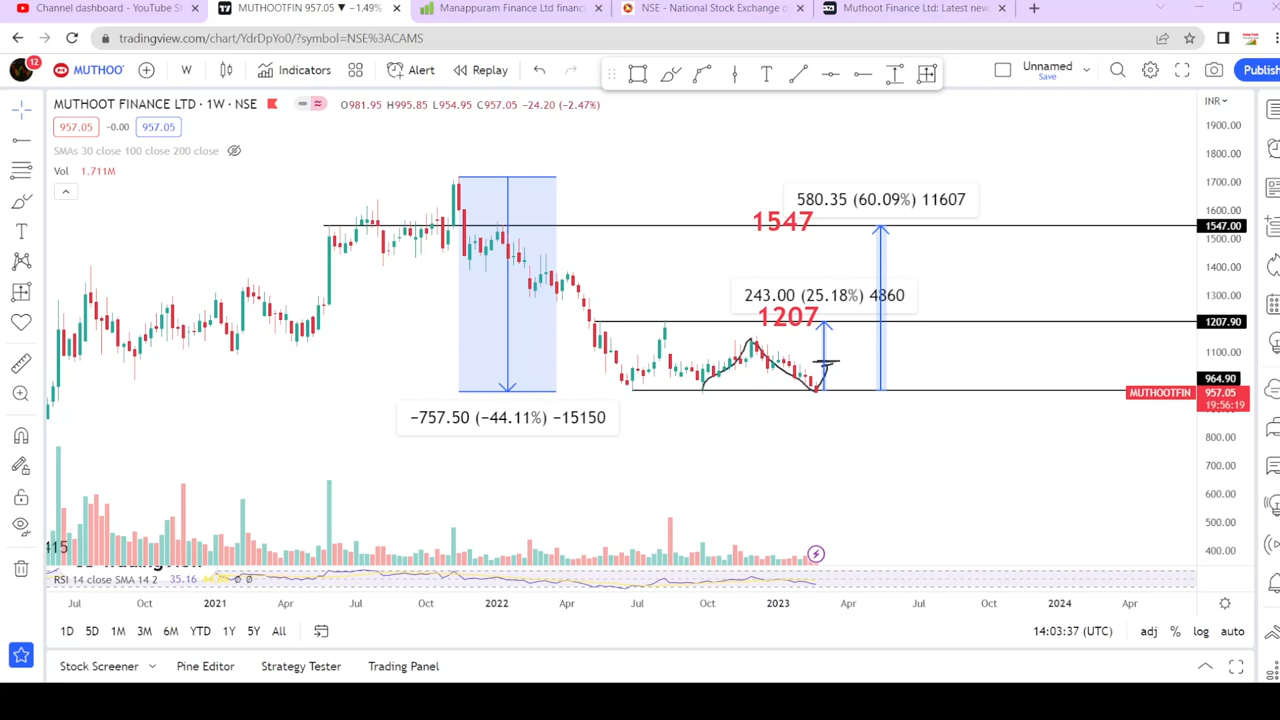 Channel dashboard - YouTube St
MUTHOOTFIN 957.05 ▼ −1.49%
Manappuram Finance Ltd financ
NSE - National Stock Exchange o
Muthoot Finance Ltd: Latest new
tradingview.com/chart/YdrDpYo0/?symbol=NSE%3ACAMS
12
MUTHOO
W
Indicators
Alert
Replay
Unnamed
Save
Publis
MUTHOOT FINANCE LTD · 1W · NSE
O981.95 H995.85 L954.95 C957.05 −24.20 (−2.47%)
INR
957.05
−0.00
957.05
SMAs 30 close 100 close 200 close
Vol 1.711M
1900.00
1800.00
1700.00
1600.00
1547.00
1500.00
1400.00
1300.00
1207.90
1100.00
964.90
MUTHOOTFIN 957.05
19:56:19
800.00
700.00
600.00
500.00
400.00
580.35 (60.09%) 11607
1547
243.00 (25.18%) 4860
1207
−757.50 (−44.11%) −15150
415
RSI 14 close SMA 14 2 35.16
Jul Oct 2021 Apr Jul Oct 2022 Apr Jul Oct 2023 Apr Jul Oct 2024 Apr
1D 5D 1M 3M 6M YTD 1Y 5Y All
14:03:37 (UTC) adj % log auto
Stock Screener Pine Editor Strategy Tester Trading Panel